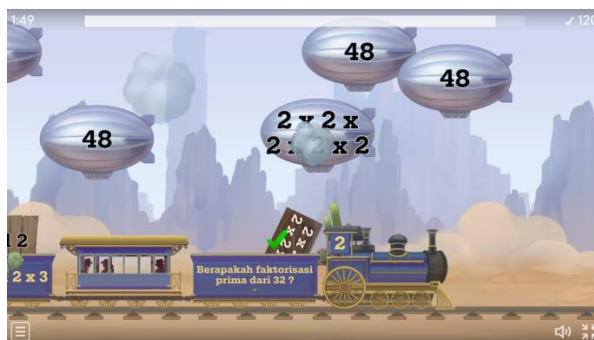 1:49
✓ 120
48
48
48
2 x 2 x
2 x 2 x 2
2
2 x 3
Berapakah faktorisasi
prima dari 32 ?